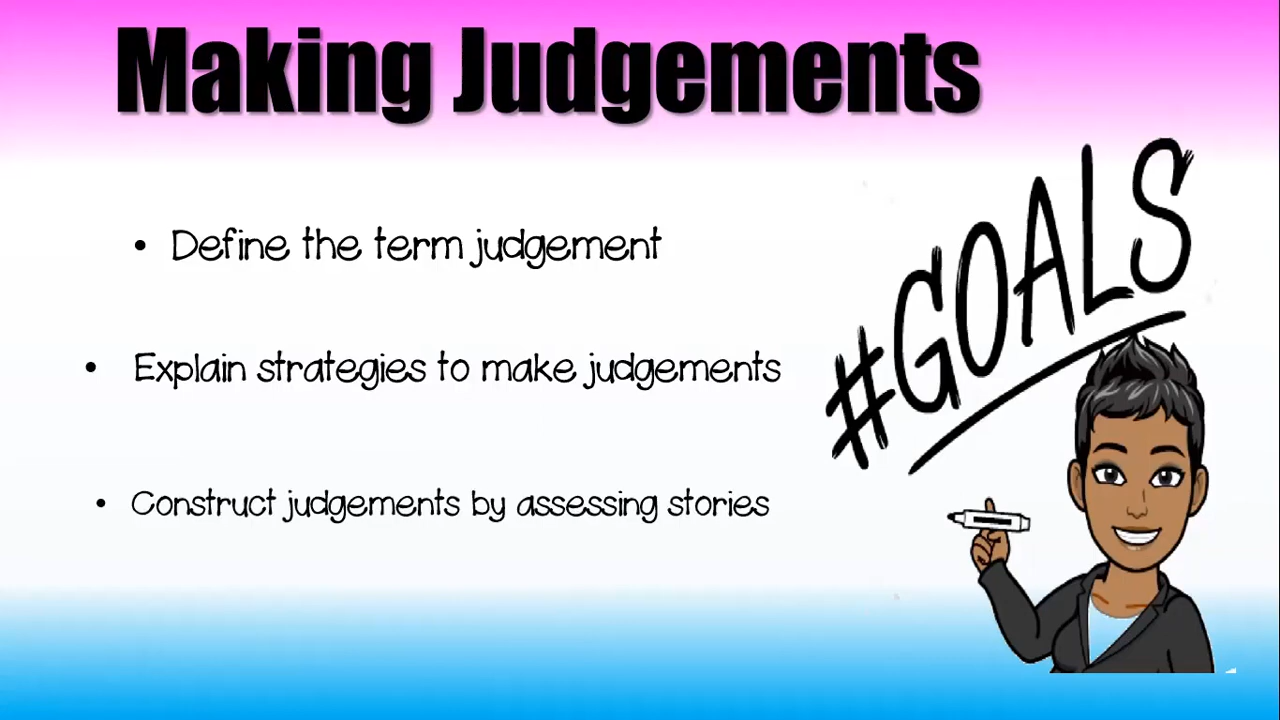 Making Judgements
#GOALS
• Define the term judgement
• Explain strategies to make judgements
• Construct judgements by assessing stories